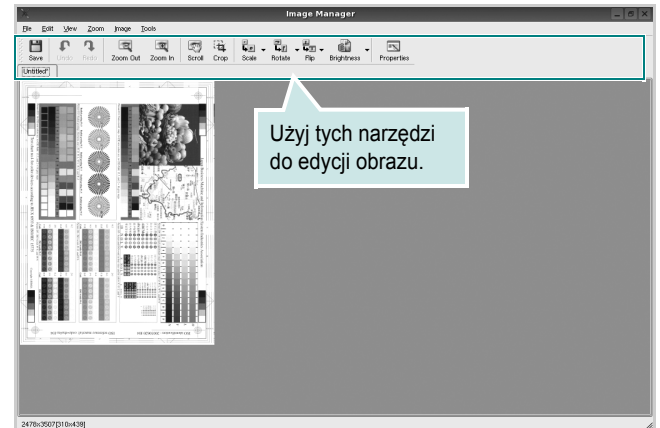 Image Manager
File Edit View Zoom Image Tools
Save Undo Redo Zoom Out Zoom In Scroll Crop Scale Rotate Flip Brightness Properties
Untitled*
Użyj tych narzędzi
do edycji obrazu.
2478x3507[310x439]